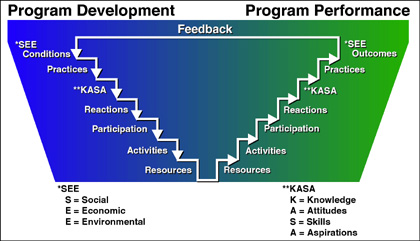 Program Development Program Performance
Feedback
*SEE
Conditions
Practices
**KASA
Reactions
Participation
Activities
Resources
*SEE
Outcomes
Practices
**KASA
Reactions
Participation
Activities
Resources
*SEE
S = Social
E = Economic
E = Environmental
**KASA
K = Knowledge
A = Attitudes
S = Skills
A = Aspirations